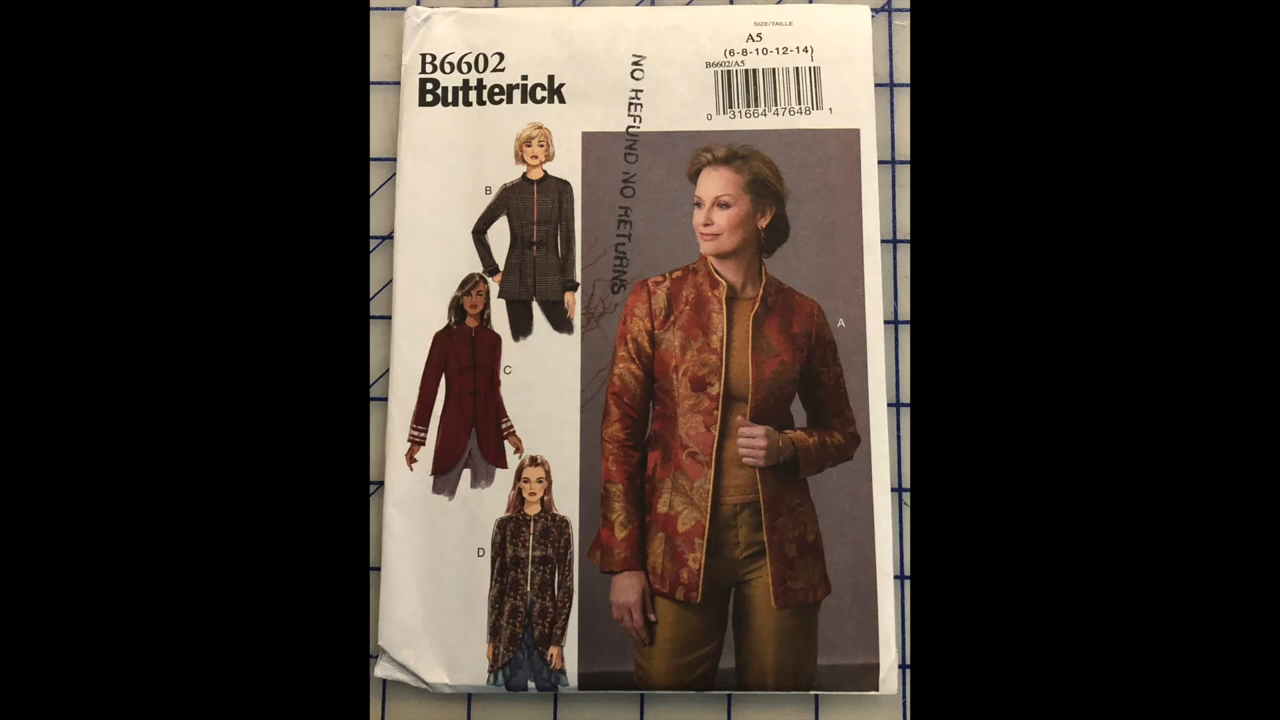 SIZE/TAILLE
A5
(6-8-10-12-14)
B6602/A5
0 31664 47648 1
B6602
Butterick
NO REFUND NO RETURNS
B
C
D
A